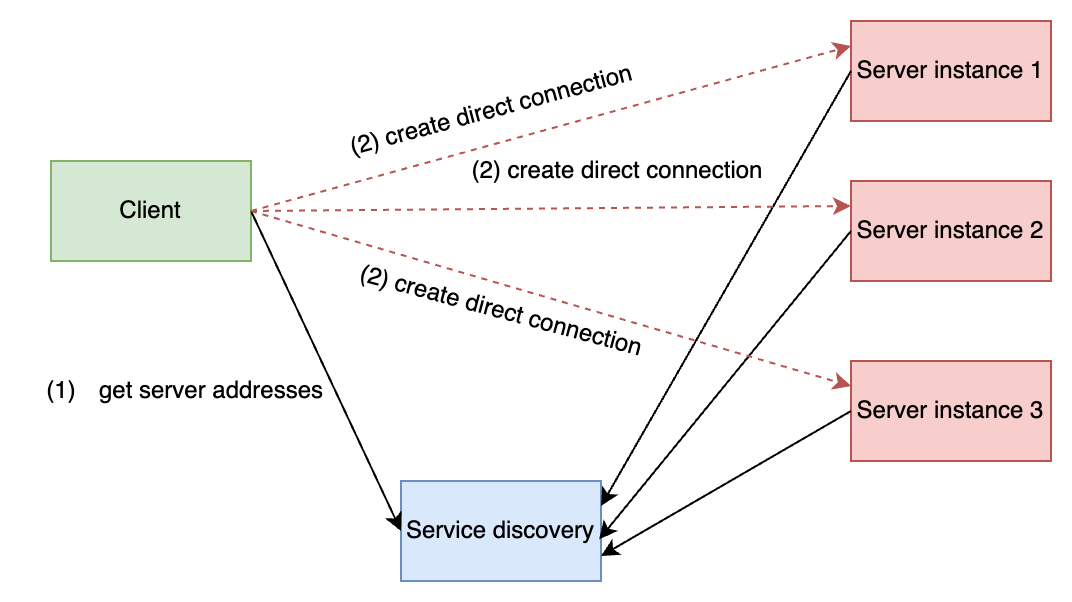 Server instance 1
(2) create direct connection
(2) create direct connection
Client
Server instance 2
(2) create direct connection
(1) get server addresses
Server instance 3
Service discovery